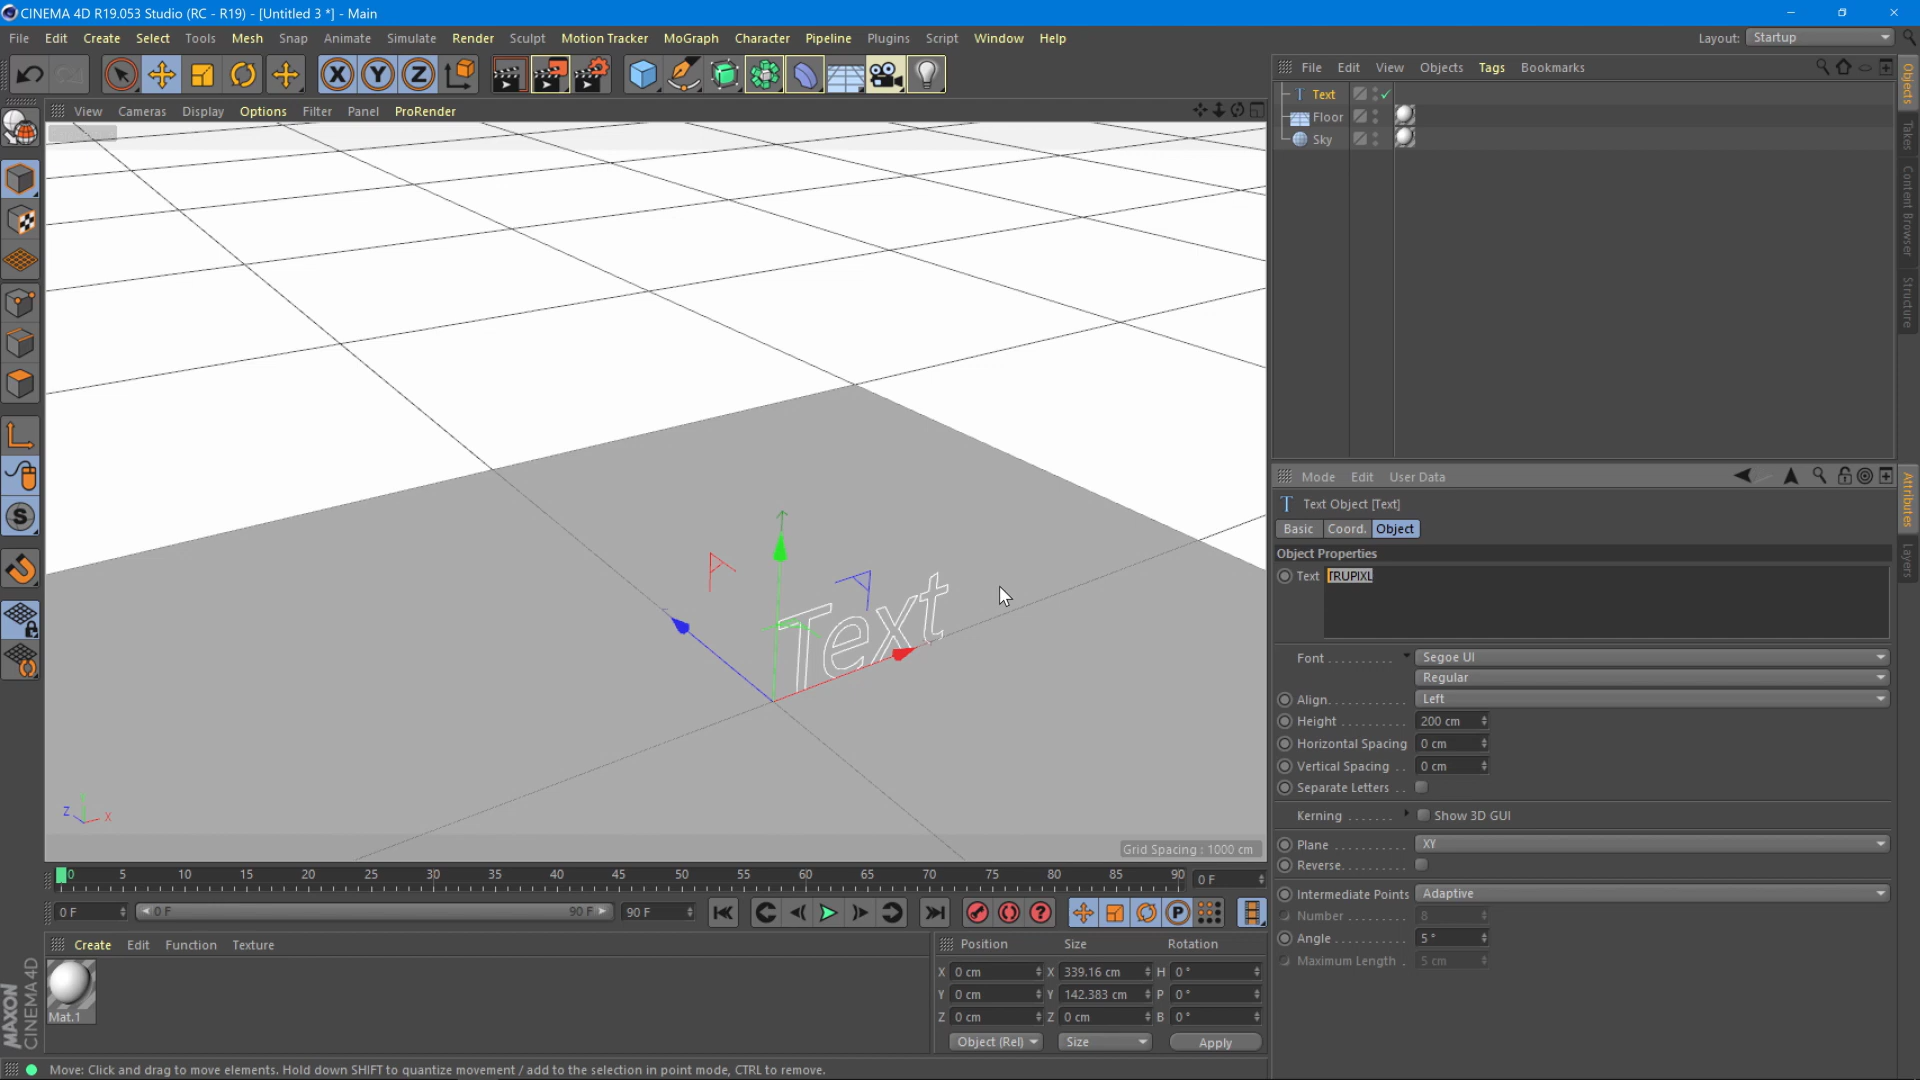 CINEMA 4D R19.053 Studio (RC - R19) - [Untitled 3 *] - Main
File Edit Create Select Tools Mesh Snap Animate Simulate Render Sculpt Motion Tracker MoGraph Character Pipeline Plugins Script Window Help
Layout: Startup
View Cameras Display Options Filter Panel ProRender
File Edit View Objects Tags Bookmarks
Text
Floor
Sky
Objects
Takes
Content Browser
Structure
Mode Edit User Data
Text Object [Text]
Basic Coord. Object
Object Properties
Text TRUPIXL
Font Segoe UI
Regular
Align Left
Height 200 cm
Horizontal Spacing 0 cm
Vertical Spacing 0 cm
Separate Letters
Kerning Show 3D GUI
Plane XY
Reverse
Intermediate Points Adaptive
Number 8
Angle 5 °
Maximum Length 5 cm
Attributes
Layers
Text
Z X
Grid Spacing : 1000 cm
0 5 10 15 20 25 30 35 40 45 50 55 60 65 70 75 80 85 90 0 F
0 F 0 F 90 F 90 F
Create Edit Function Texture
Mat.1
MAXON CINEMA 4D
Position Size Rotation
X 0 cm X 339.16 cm H 0 °
Y 0 cm Y 142.383 cm P 0 °
Z 0 cm Z 0 cm B 0 °
Object (Rel) Size Apply
Move: Click and drag to move elements. Hold down SHIFT to quantize movement / add to the selection in point mode, CTRL to remove.